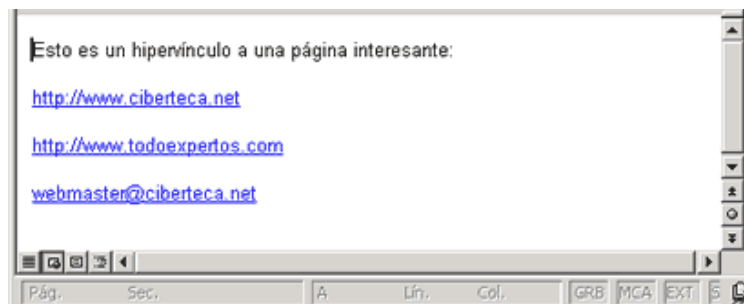 Esto es un hipervínculo a una página interesante:
http://www.ciberteca.net
http://www.todoexpertos.com
webmaster@ciberteca.net
Pág. Sec. A Lín. Col. GRB MCA EXT S